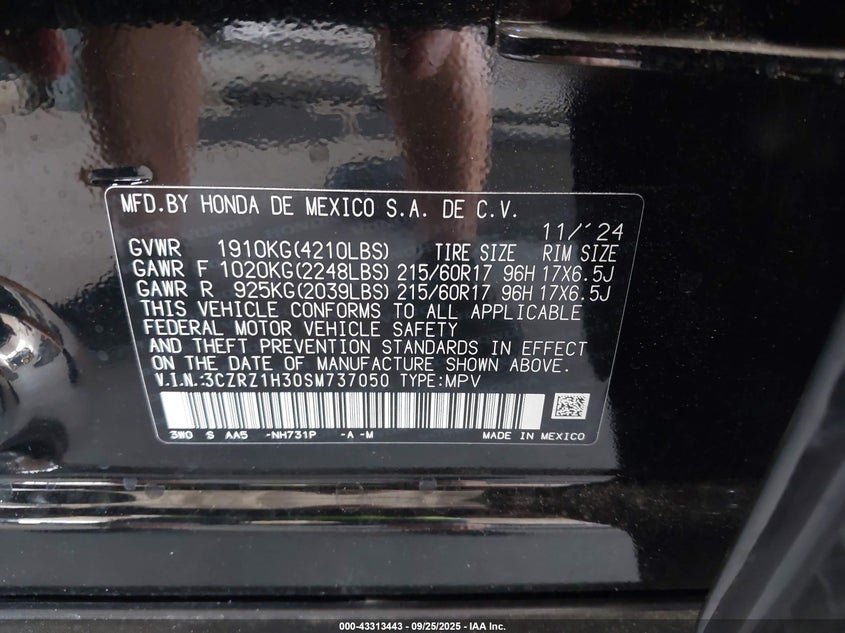 MFD.BY HONDA DE MEXICO S.A. DE C.V.
11/'24
GVWR 1910KG(4210LBS) TIRE SIZE RIM SIZE
GAWR F 1020KG(2248LBS) 215/60R17 96H 17X6.5J
GAWR R 925KG(2039LBS) 215/60R17 96H 17X6.5J
THIS VEHICLE CONFORMS TO ALL APPLICABLE
FEDERAL MOTOR VEHICLE SAFETY
AND THEFT PREVENTION STANDARDS IN EFFECT
ON THE DATE OF MANUFACTURE SHOWN ABOVE.
V.I.N.:3CZRZ1H30SM737050 TYPE:MPV
3W0 S AA5 -NH731P -A -M MADE IN MEXICO
000-43313443 - 09/25/2025 - IAA Inc.